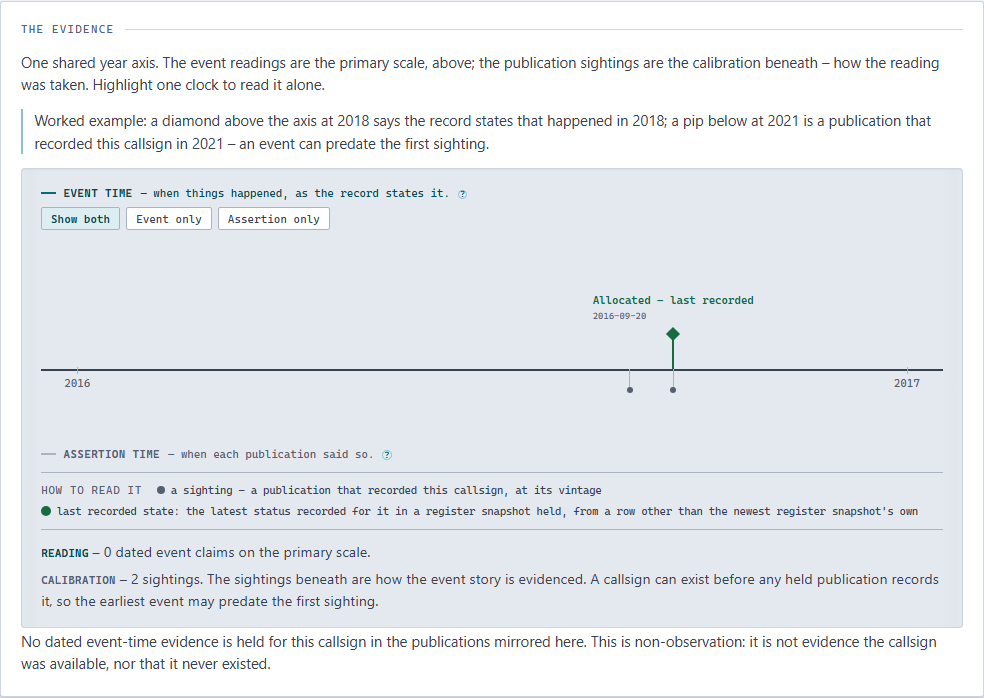 THE EVIDENCE
One shared year axis. The event readings are the primary scale, above; the publication sightings are the calibration beneath – how the reading
was taken. Highlight one clock to read it alone.
Worked example: a diamond above the axis at 2018 says the record states that happened in 2018; a pip below at 2021 is a publication that
recorded this callsign in 2021 – an event can predate the first sighting.
EVENT TIME – when things happened, as the record states it. ?
Show both Event only Assertion only
Allocated – last recorded
2016-09-20
2016 2017
ASSERTION TIME – when each publication said so. ?
HOW TO READ IT a sighting – a publication that recorded this callsign, at its vintage
last recorded state: the latest status recorded for it in a register snapshot held, from a row other than the newest register snapshot's own
READING – 0 dated event claims on the primary scale.
CALIBRATION – 2 sightings. The sightings beneath are how the event story is evidenced. A callsign can exist before any held publication records
it, so the earliest event may predate the first sighting.
No dated event-time evidence is held for this callsign in the publications mirrored here. This is non-observation: it is not evidence the callsign
was available, nor that it never existed.